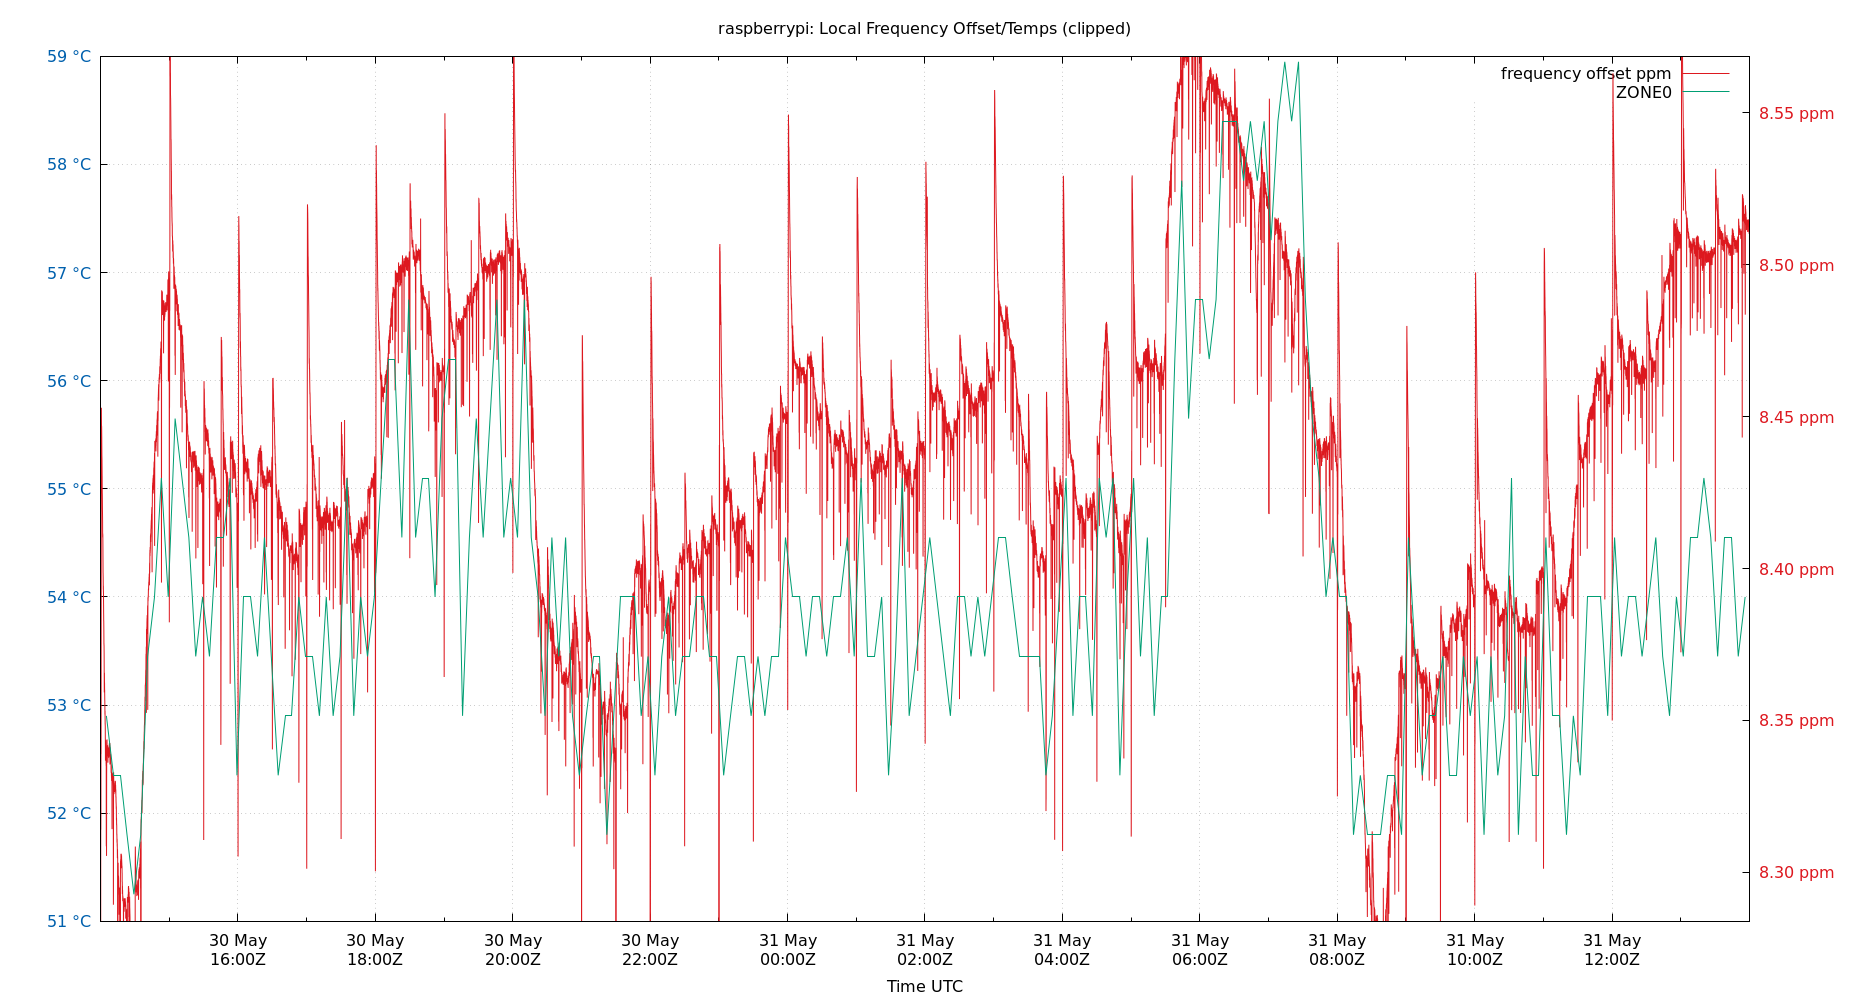 raspberrypi: Local Frequency Offset/Temps (clipped)
59 °C
58 °C
57 °C
56 °C
55 °C
54 °C
53 °C
52 °C
51 °C
frequency offset ppm
ZONE0
8.55 ppm
8.50 ppm
8.45 ppm
8.40 ppm
8.35 ppm
8.30 ppm
30 May
16:00Z
30 May
18:00Z
30 May
20:00Z
30 May
22:00Z
31 May
00:00Z
31 May
02:00Z
31 May
04:00Z
31 May
06:00Z
31 May
08:00Z
31 May
10:00Z
31 May
12:00Z
Time UTC